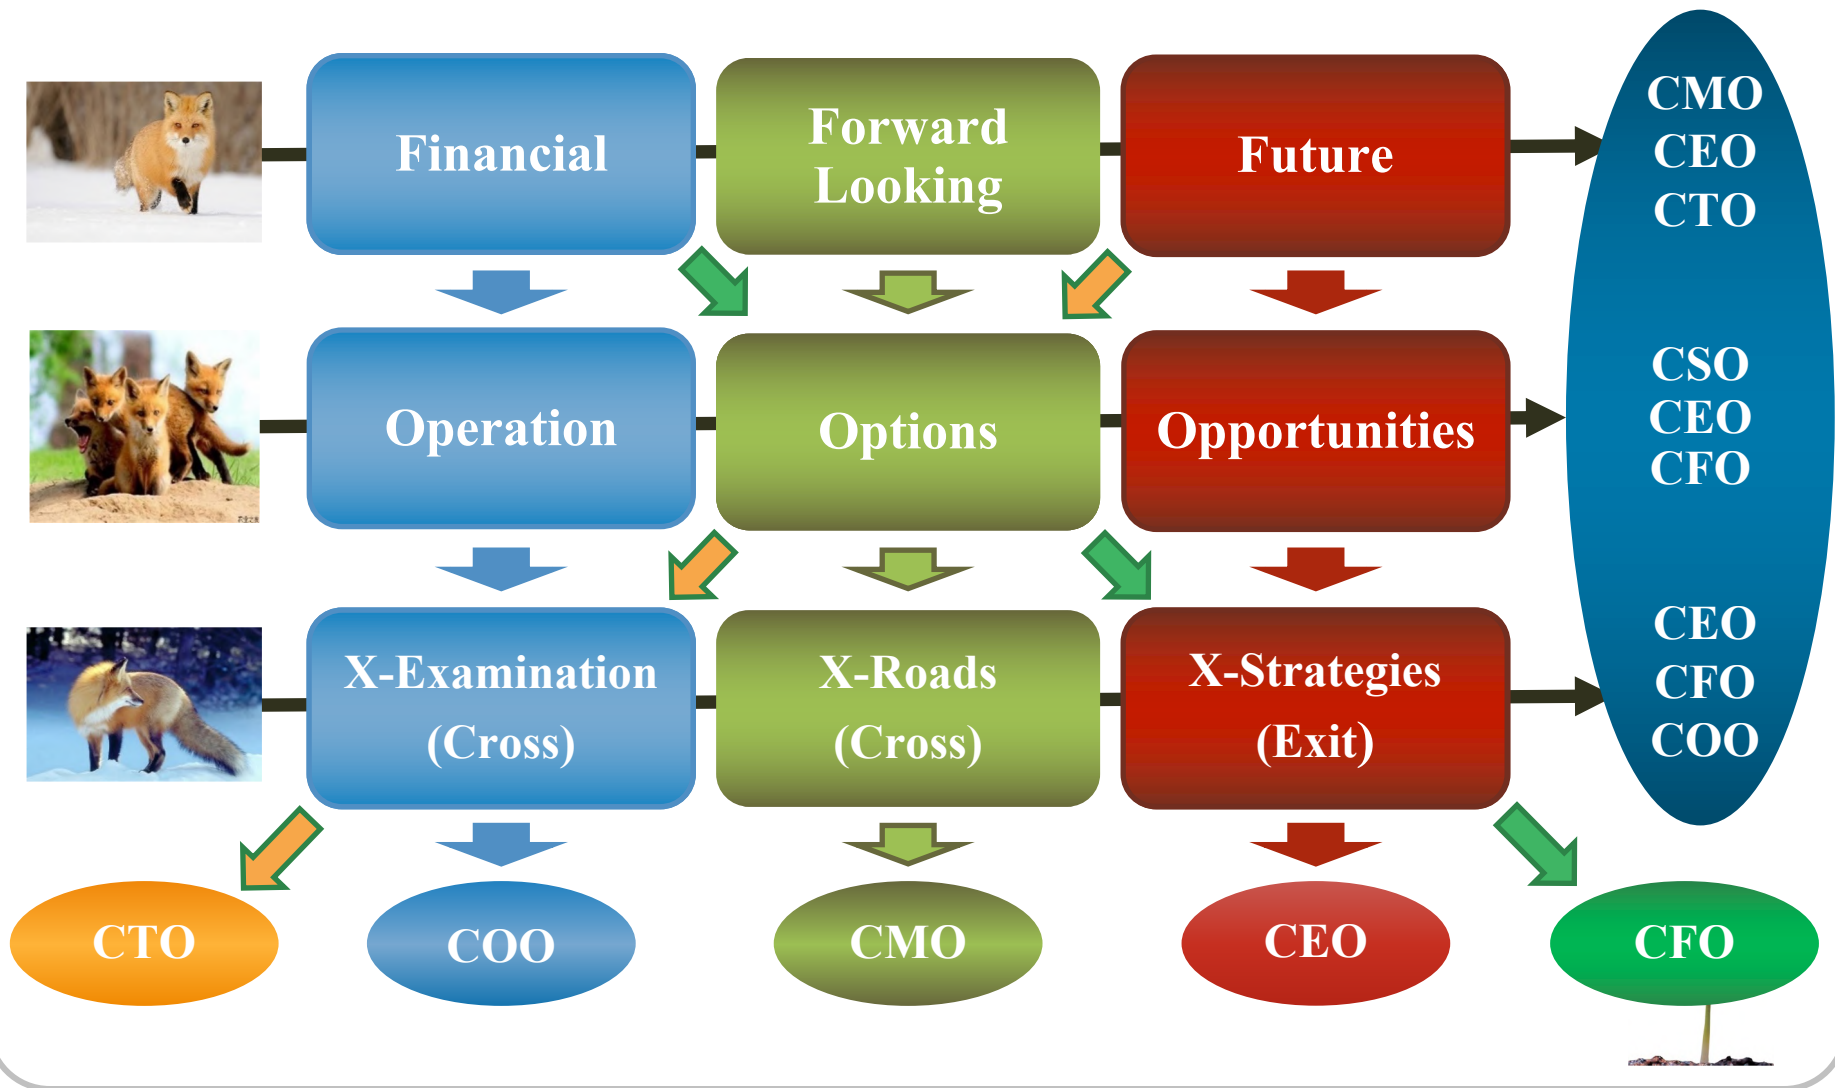 Financial
Forward
Looking
Future
CMO
CEO
CTO
Operation
Options
Opportunities
CSO
CEO
CFO
X-Examination
(Cross)
X-Roads
(Cross)
X-Strategies
(Exit)
CEO
CFO
COO
CTO
COO
CMO
CEO
CFO